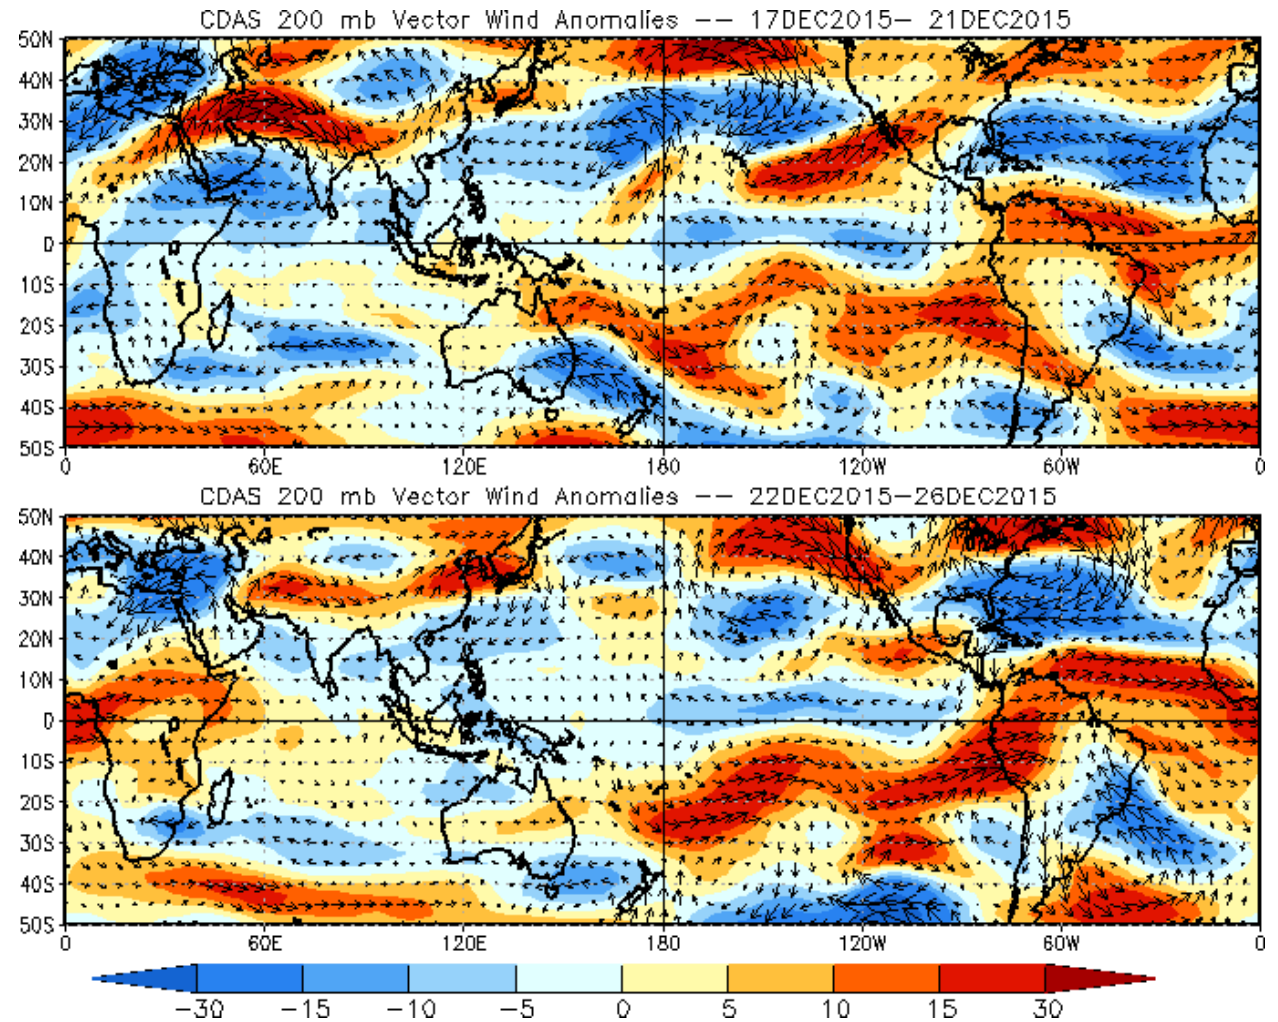 CDAS 200 mb Vector Wind Anomalies –– 17DEC2015– 21DEC2015
50N
40N
30N
20N
10N
0
10S
20S
30S
40S
50S
0 60E 120E 180 120W 60W 0
CDAS 200 mb Vector Wind Anomalies –– 22DEC2015–26DEC2015
50N
40N
30N
20N
10N
0
10S
20S
30S
40S
50S
0 60E 120E 180 120W 60W 0
−30 −15 −10 −5 0 5 10 15 30